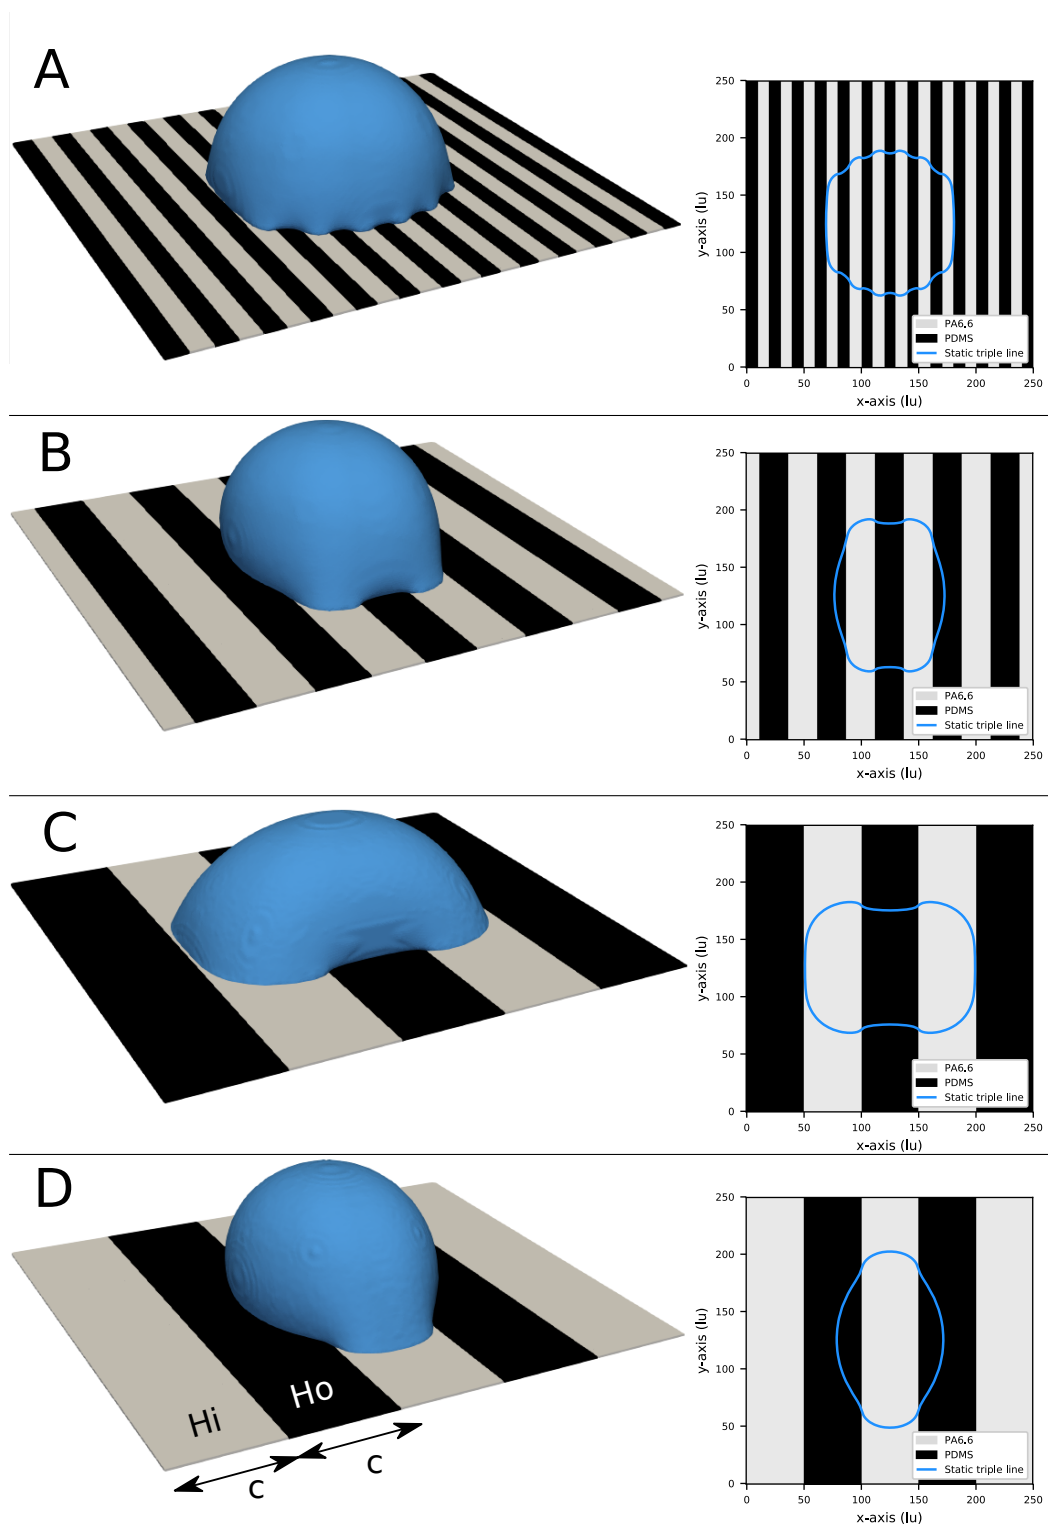 A
250
200
150
100
50
0
y-axis (lu)
PA6.6
PDMS
Static triple line
0 50 100 150 200 250
x-axis (lu)
B
250
200
150
100
50
0
y-axis (lu)
PA6.6
PDMS
Static triple line
0 50 100 150 200 250
x-axis (lu)
C
250
200
150
100
50
0
y-axis (lu)
PA6.6
PDMS
Static triple line
0 50 100 150 200 250
x-axis (lu)
D
Hi
Ho
c
c
250
200
150
100
50
0
y-axis (lu)
PA6.6
PDMS
Static triple line
0 50 100 150 200 250
x-axis (lu)